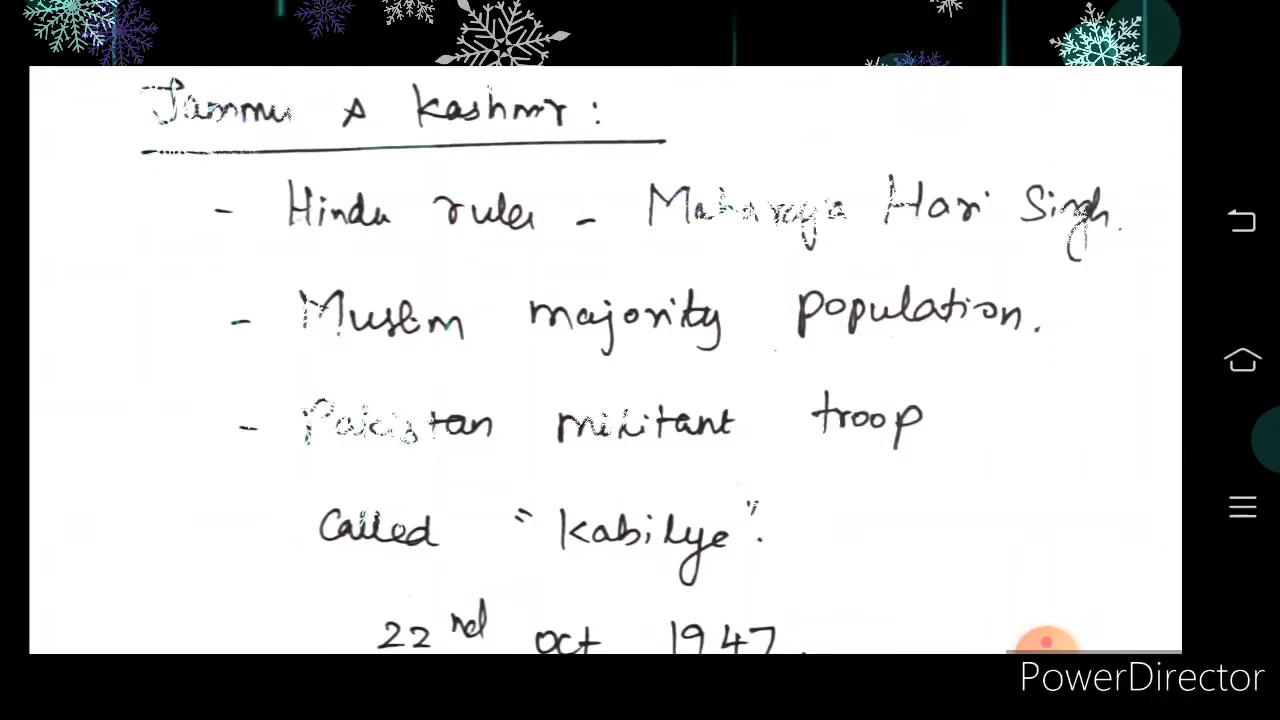 Jammu & Kashmir:
- Hindu ruler - Maharaja Hari Singh.
- Muslim majority population.
- Pakistan militant troop
called "Kabilye".
22nd Oct 1947.
PowerDirector